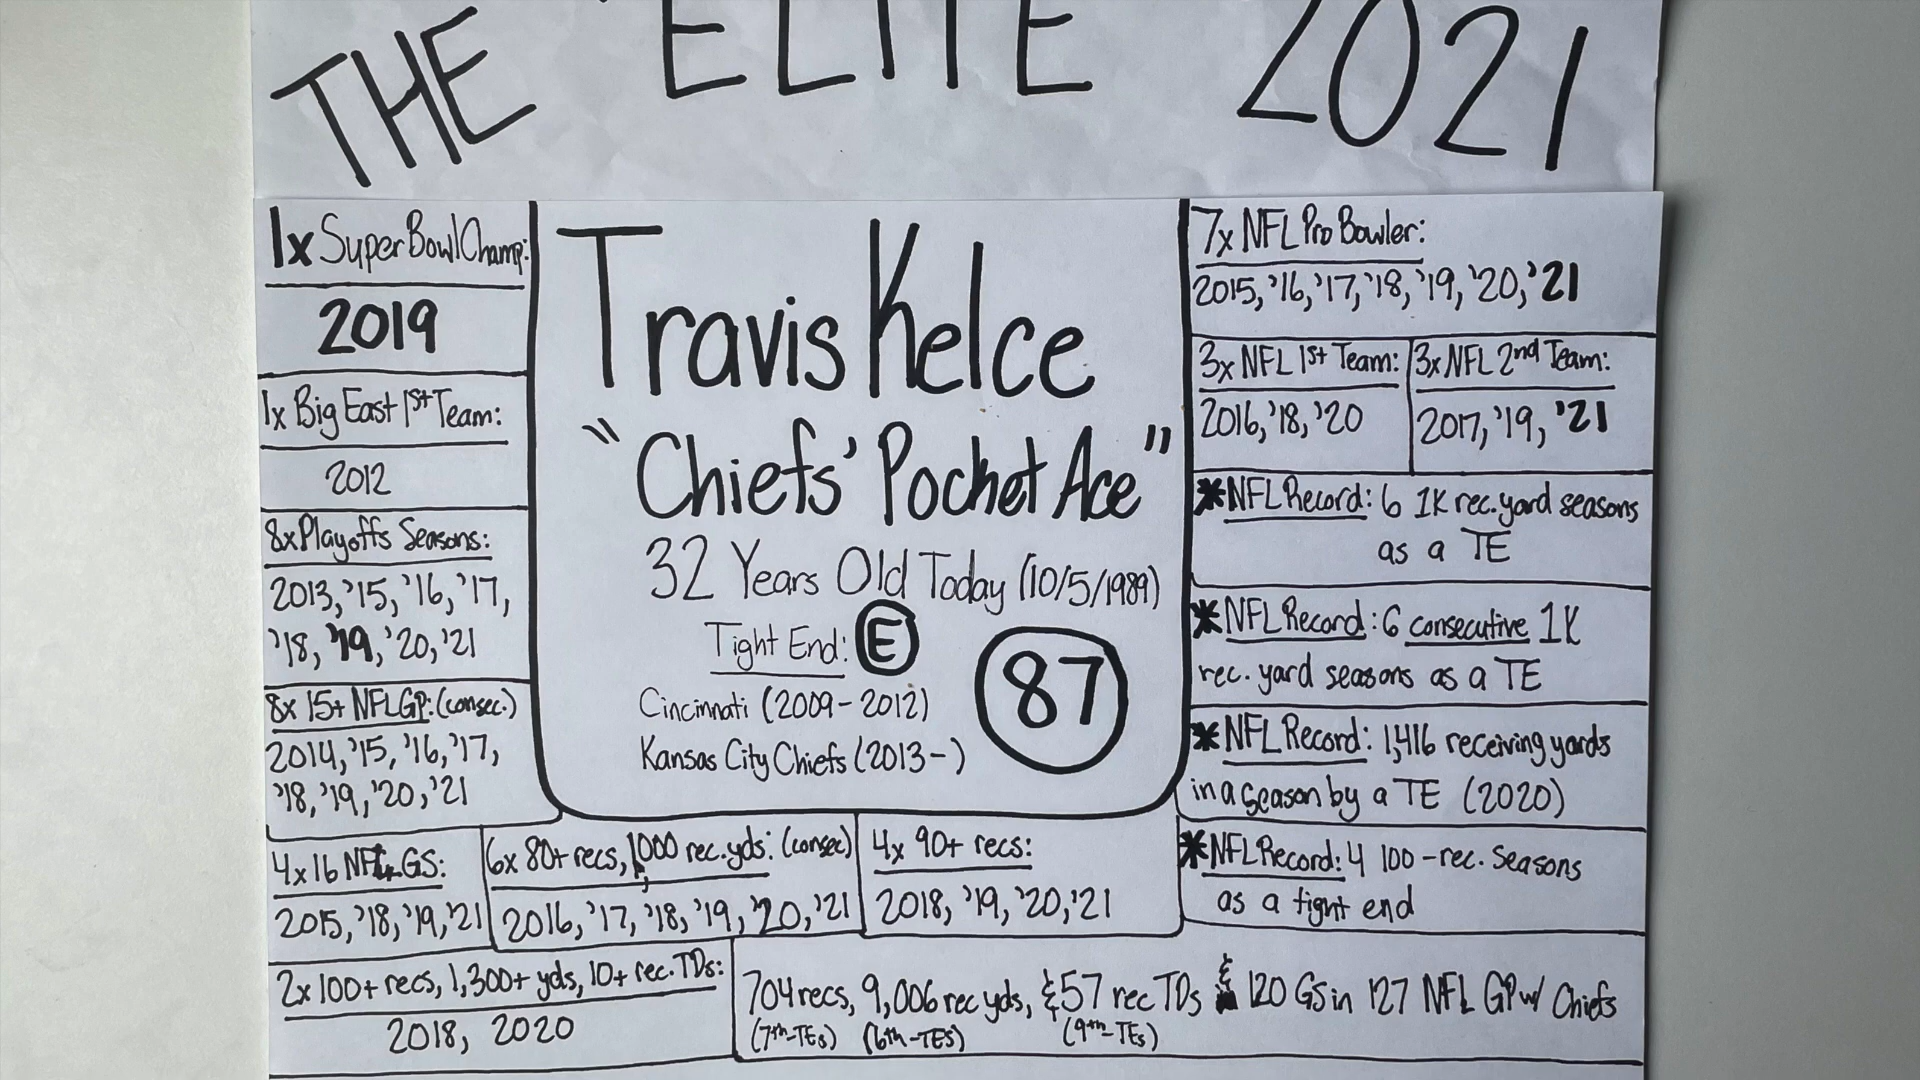 THE ELITE 2021
1x Super Bowl Champ:
2019
1x Big East 1st Team:
2012
8x Playoffs Seasons:
2013, '15, '16, '17,
'18, '19, '20, '21
8x 15+ NFL GP: (consec.)
2014, '15, '16, '17,
'18, '19, '20, '21
Travis Kelce
"Chiefs' Pocket Ace"
32 Years Old Today (10/5/1989)
Tight End: E
Cincinnati (2009-2012)
Kansas City Chiefs (2013-)
87
7x NFL Pro Bowler:
2015, '16, '17, '18, '19, '20, '21
3x NFL 1st Team:
2016, '18, '20
3x NFL 2nd Team:
2017, '19, '21
*NFL Record: 6 1K rec. yard seasons
as a TE
*NFL Record: 6 consecutive 1K
rec. yard seasons as a TE
*NFL Record: 1,416 receiving yards
in a season by a TE (2020)
*NFL Record: 4 100-rec. seasons
as a tight end
4x 16 NFL GS:
2015, '18, '19, '21
6x 80+ recs, 1,000 rec. yds: (consec)
2016, '17, '18, '19, '20, '21
4x 90+ recs:
2018, '19, '20, '21
2x 100+ recs, 1,300+ yds, 10+ rec. TDs:
2018, 2020
704 recs, 9,006 rec yds, & 57 rec TDs & 120 GS in 127 NFL GP w/ Chiefs
(7th-TEs) (6th-TEs) (9th-TEs)